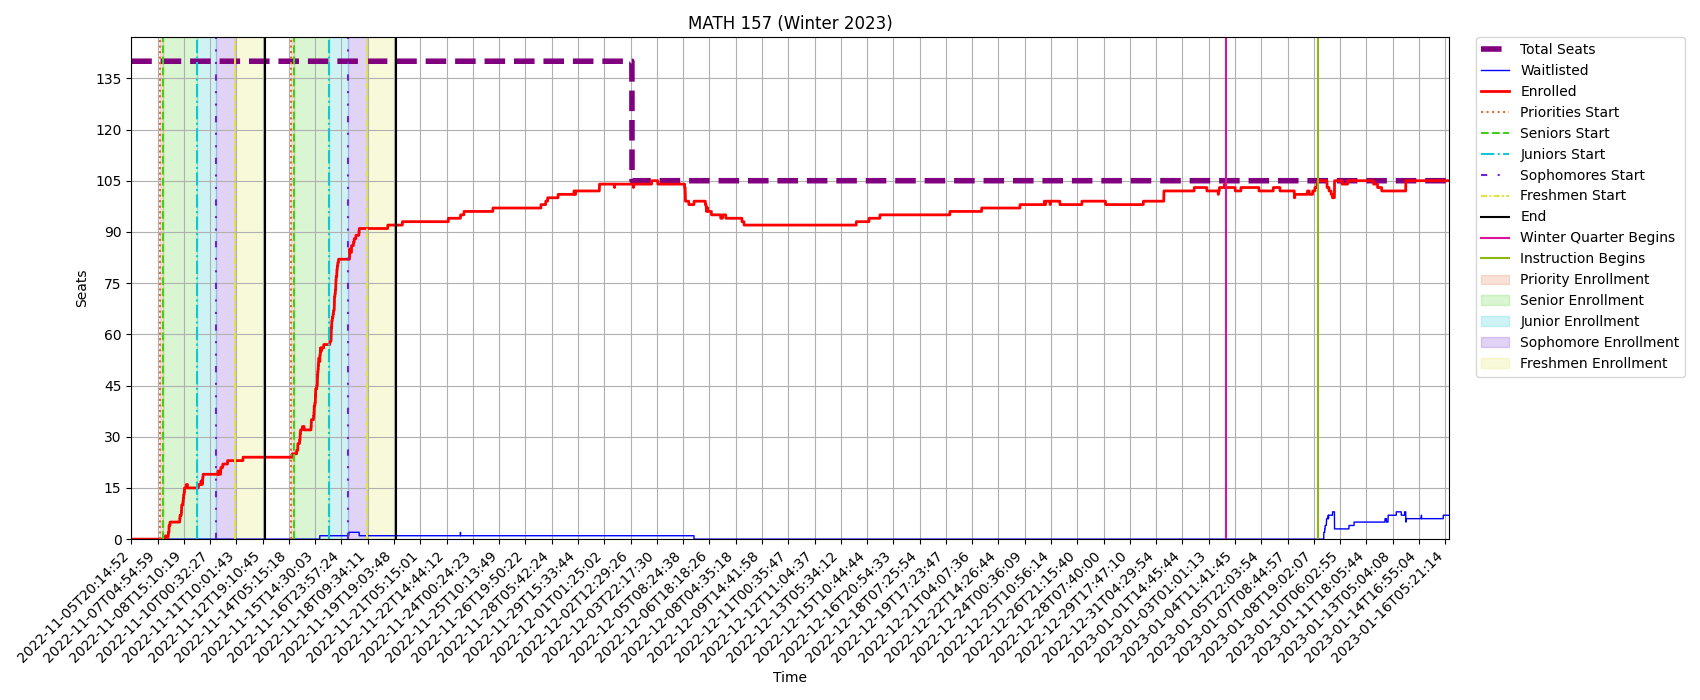 MATH 157 (Winter 2023)
Seats
135
120
105
90
75
60
45
30
15
0
2022-11-05T20:14:52
2022-11-07T04:54:59
2022-11-08T15:10:19
2022-11-10T00:32:27
2022-11-11T10:01:43
2022-11-12T19:10:45
2022-11-14T05:15:18
2022-11-15T14:30:03
2022-11-16T23:57:24
2022-11-18T09:34:11
2022-11-19T19:03:48
2022-11-21T05:15:01
2022-11-22T14:44:12
2022-11-24T00:24:23
2022-11-25T10:13:49
2022-11-26T19:50:22
2022-11-28T05:42:24
2022-11-29T15:33:44
2022-12-01T01:25:02
2022-12-02T12:29:26
2022-12-03T22:17:30
2022-12-05T08:24:38
2022-12-06T18:18:26
2022-12-08T04:35:18
2022-12-09T14:41:58
2022-12-11T00:35:47
2022-12-12T11:04:37
2022-12-13T05:34:12
2022-12-15T10:44:44
2022-12-16T20:54:33
2022-12-18T07:25:54
2022-12-19T17:23:47
2022-12-21T04:07:36
2022-12-22T14:26:44
2022-12-24T00:36:09
2022-12-25T10:56:14
2022-12-26T21:15:40
2022-12-28T07:40:00
2022-12-29T17:47:10
2022-12-31T04:29:54
2023-01-01T14:45:44
2023-01-03T01:01:13
2023-01-04T11:41:45
2023-01-05T22:03:54
2023-01-07T08:44:57
2023-01-08T19:02:07
2023-01-10T06:02:55
2023-01-11T18:05:44
2023-01-13T05:04:08
2023-01-14T16:55:04
2023-01-16T05:21:14
Time
Total Seats
Waitlisted
Enrolled
Priorities Start
Seniors Start
Juniors Start
Sophomores Start
Freshmen Start
End
Winter Quarter Begins
Instruction Begins
Priority Enrollment
Senior Enrollment
Junior Enrollment
Sophomore Enrollment
Freshmen Enrollment